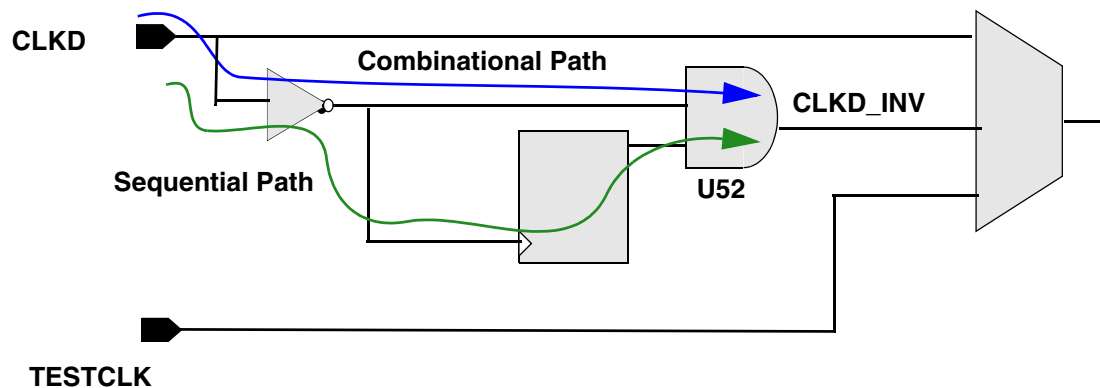 CLKD
Combinational Path
CLKD_INV
Sequential Path
U52
TESTCLK